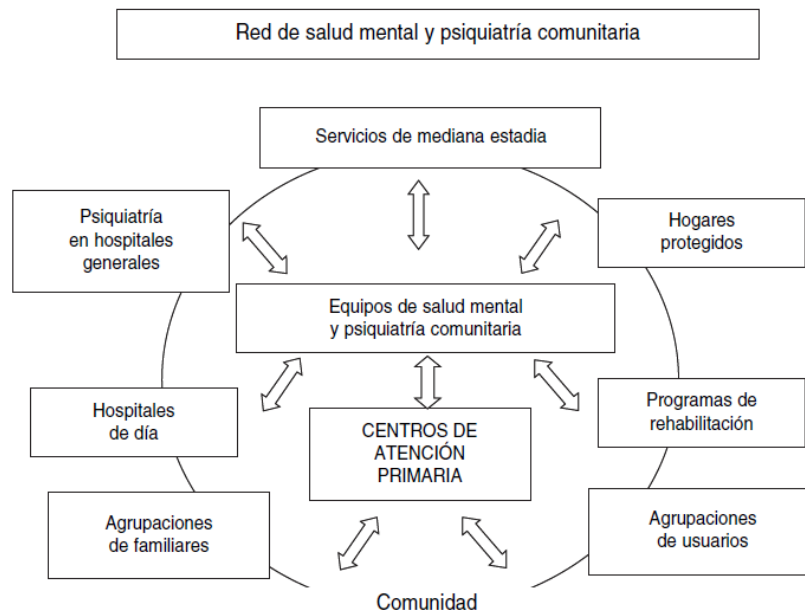 Red de salud mental y psiquiatría comunitaria
Servicios de mediana estadia
Psiquiatría
en hospitales
generales
Hogares
protegidos
Equipos de salud mental
y psiquiatría comunitaria
Hospitales
de día
CENTROS DE
ATENCIÓN
PRIMARIA
Programas de
rehabilitación
Agrupaciones
de familiares
Agrupaciones
de usuarios
Comunidad